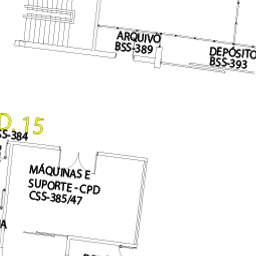 ARQUIVO
BSS-389
DEPÓSITO
BSS-393
15
SS-384
MÁQUINAS E
SUPORTE - CPD
CSS-385/47